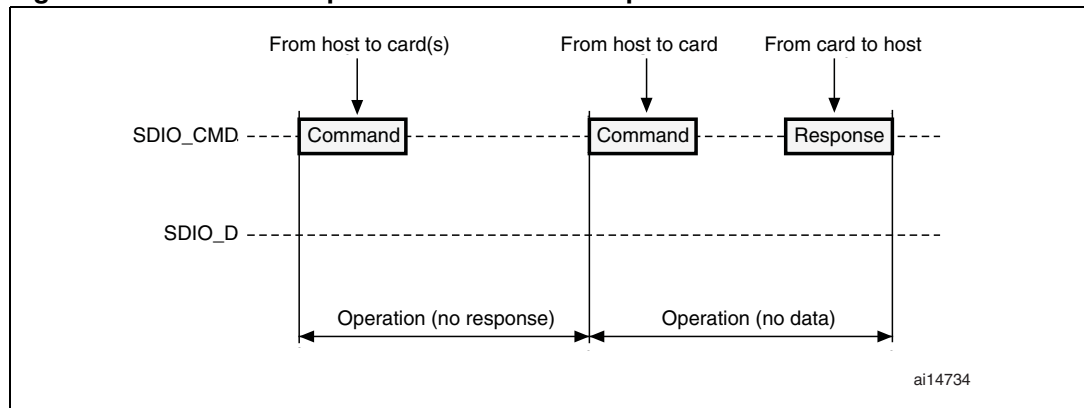 From host to card(s) From host to card From card to host
SDIO_CMD Command Command Response
SDIO_D
Operation (no response) Operation (no data)
ai14734